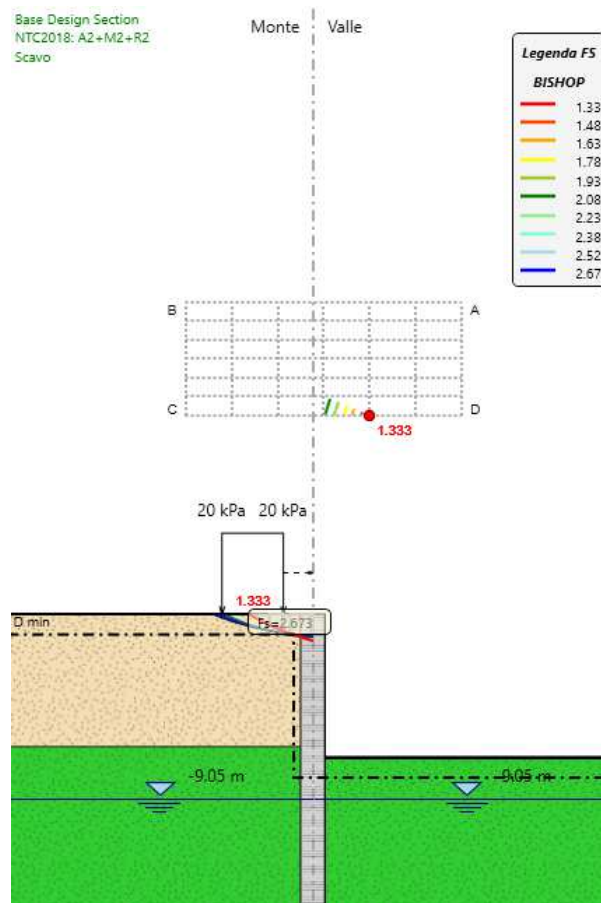 Base Design Section
NTC2018: A2+M2+R2
Scavo
Monte Valle
Legenda FS
BISHOP
1.33
1.48
1.63
1.78
1.93
2.08
2.23
2.38
2.52
2.67
B A
C D
1.333
20 kPa 20 kPa
1.333
D min
Fs=2.673
-9.05 m -9.05 m